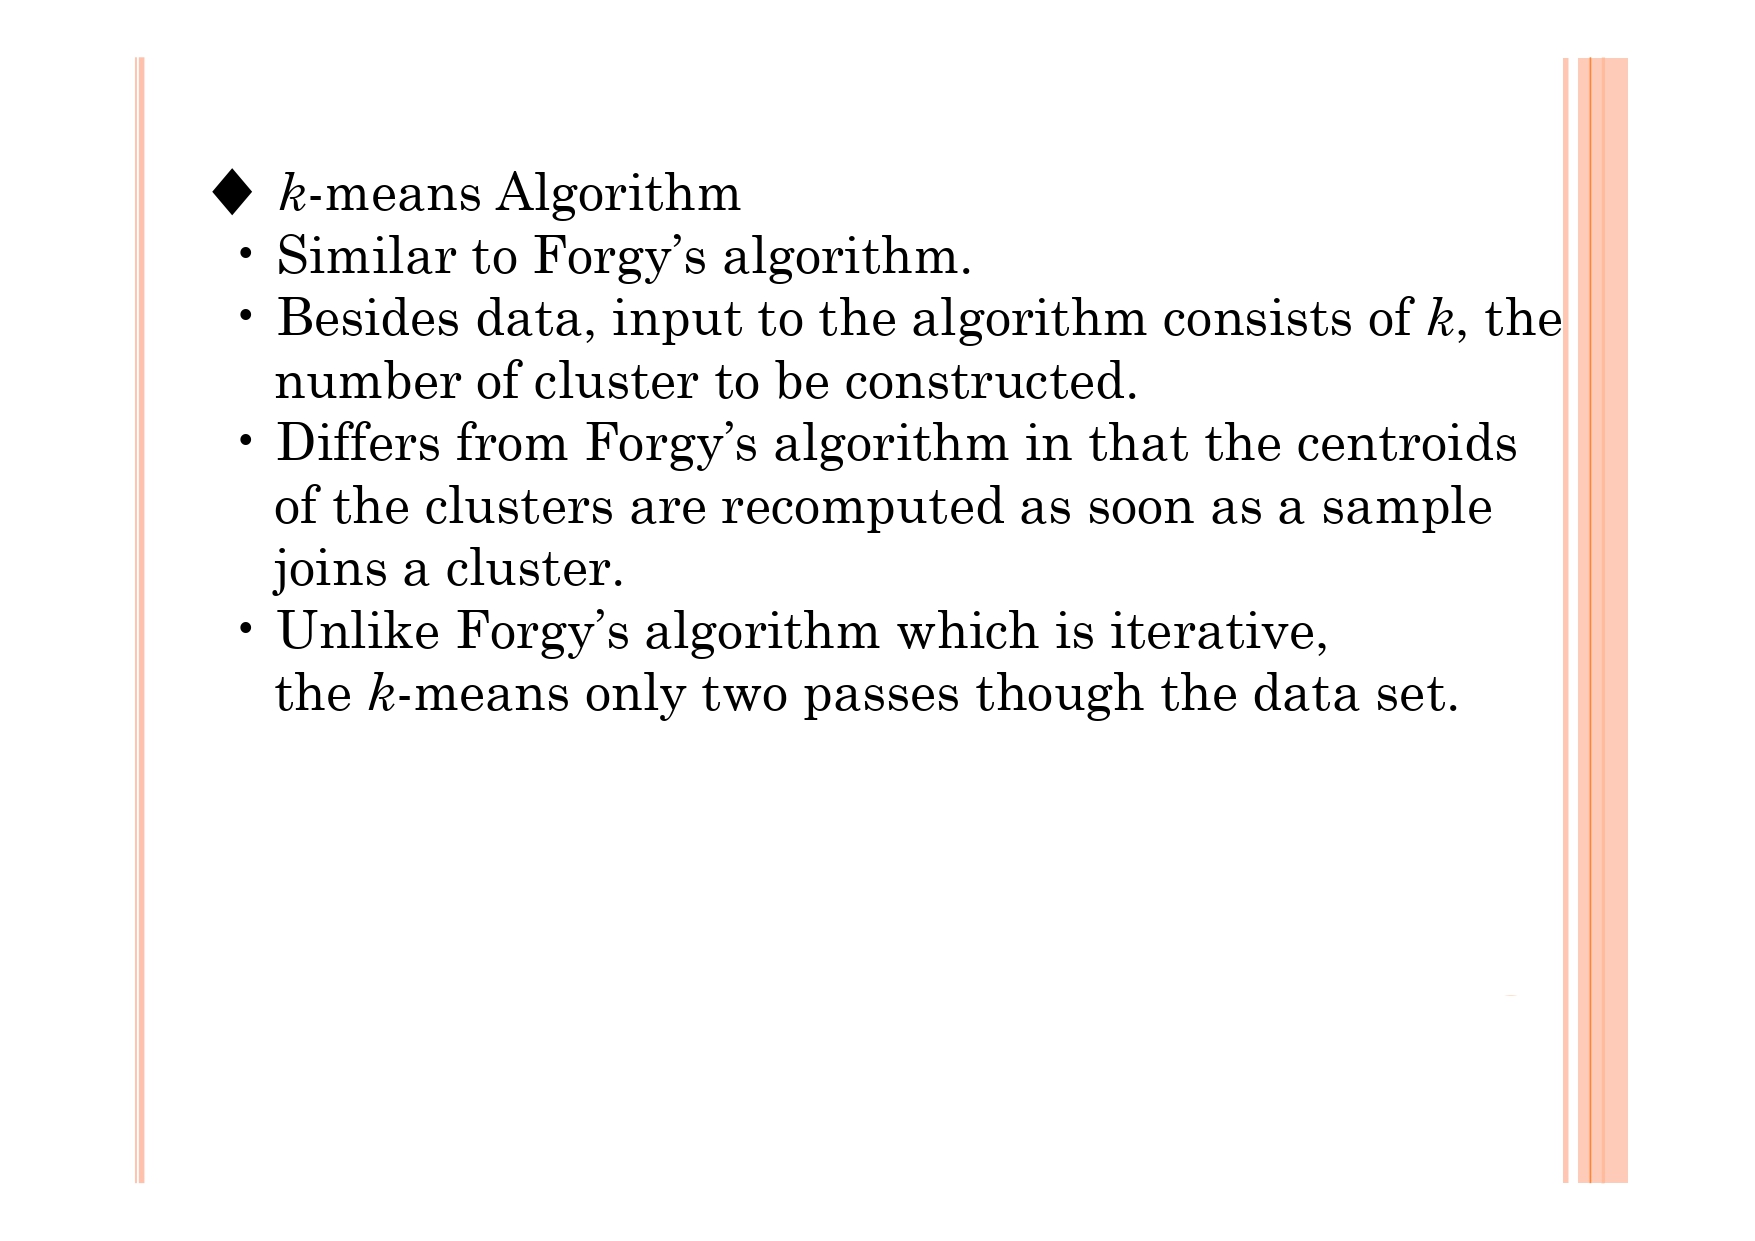 ♦ k-means Algorithm
• Similar to Forgy’s algorithm.
• Besides data, input to the algorithm consists of k, the
number of cluster to be constructed.
• Differs from Forgy’s algorithm in that the centroids
of the clusters are recomputed as soon as a sample
joins a cluster.
• Unlike Forgy’s algorithm which is iterative,
the k-means only two passes though the data set.